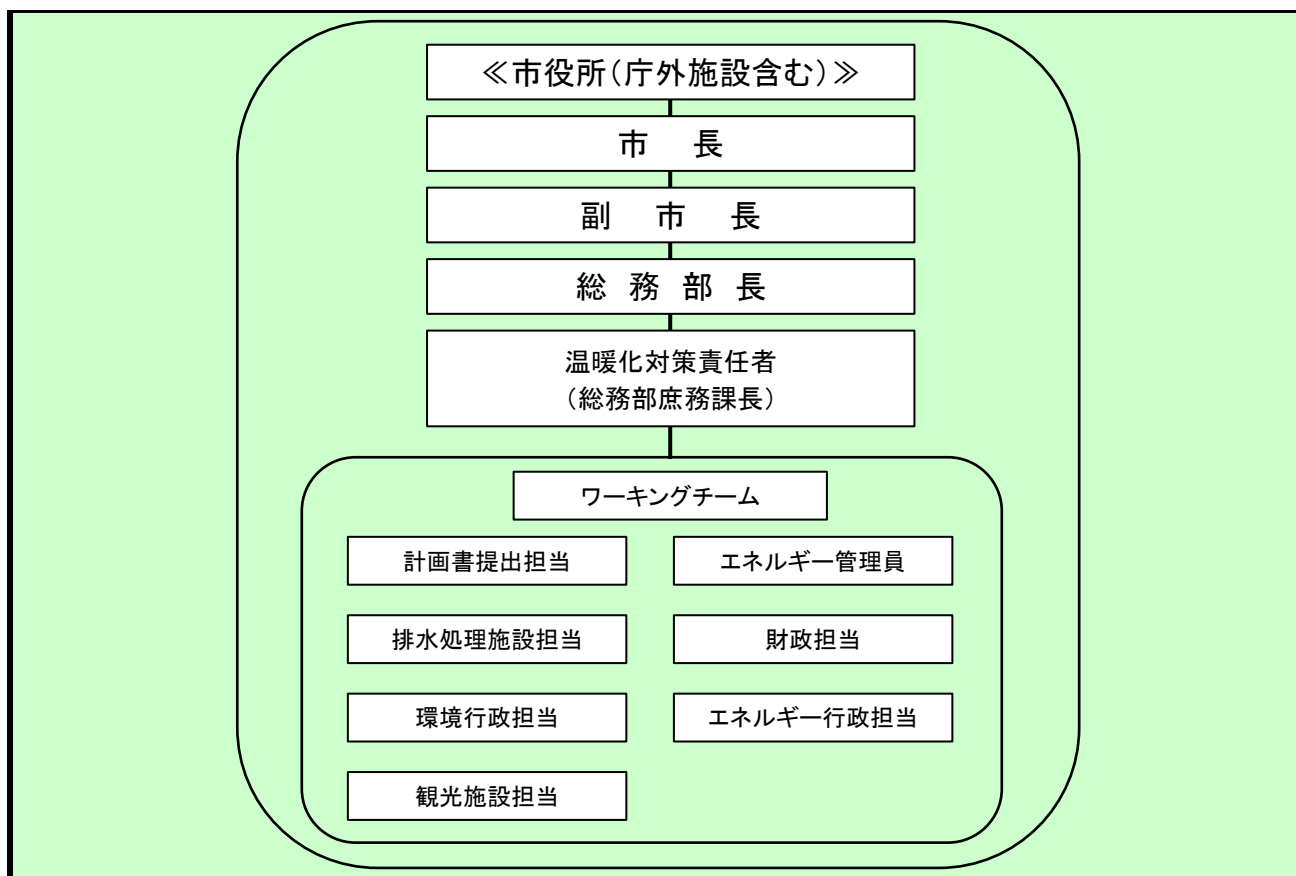 ≪市役所(庁外施設含む)≫
市 長
副 市 長
総 務 部 長
温暖化対策責任者
(総務部庶務課長)
ワーキングチーム
計画書提出担当
エネルギー管理員
排水処理施設担当
財政担当
環境行政担当
エネルギー行政担当
観光施設担当